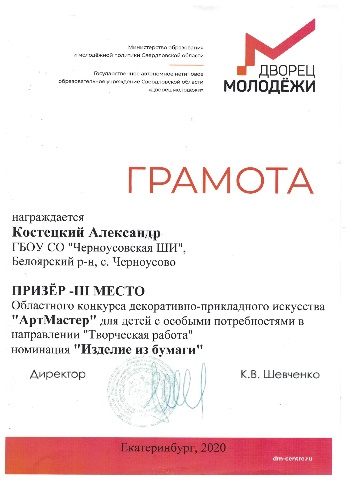 Министерство образования
и молодёжной политики Свердловской области
Государственное автономное нетиповое
образовательное учреждение Свердловской области
«Дворец молодёжи»
ДВОРЕЦ
МОЛОДЁЖИ
ГРАМОТА
награждается
Костецкий Александр
ГБОУ СО "Черноусовская ШИ",
Белоярский р-н, с. Черноусово
ПРИЗЁР -III МЕСТО
Областного конкурса декоративно-прикладного искусства
"АртМастер" для детей с особыми потребностями в
направлении "Творческая работа"
номинация "Изделие из бумаги"
Директор
К.В. Шевченко
Екатеринбург, 2020
dm-centre.ru